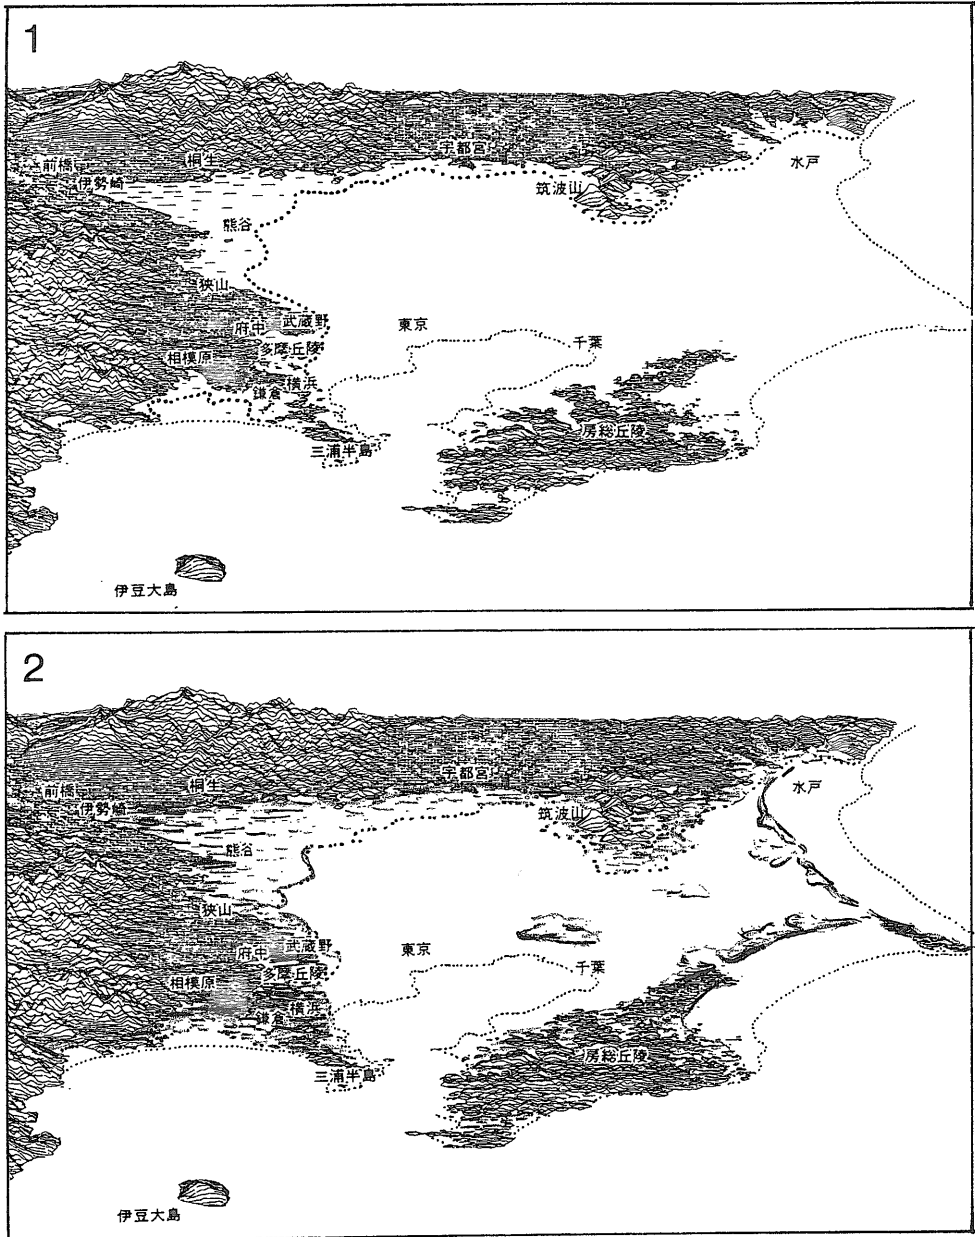 1
宇都宮
前橋
桐生
水戸
伊勢崎
筑波山
熊谷
狭山
府中
武蔵野
東京
多摩丘陵
千葉
相模原
鎌倉
横浜
房総丘陵
三浦半島
伊豆大島
2
宇都宮
前橋
桐生
水戸
伊勢崎
筑波山
熊谷
狭山
府中
武蔵野
東京
多摩丘陵
千葉
相模原
鎌倉
横浜
房総丘陵
三浦半島
伊豆大島